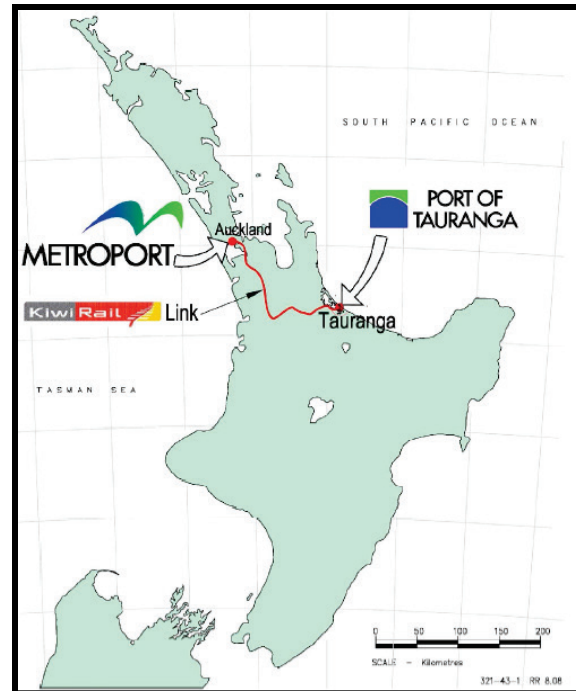 SOUTH PACIFIC OCEAN
PORT OF
TAURANGA
Auckland
METROPORT
KiwiRail Link
Tauranga
TASMAN SEA
0 50 100 150 200
SCALE - Kilometres
321-43-1 RR 8.08